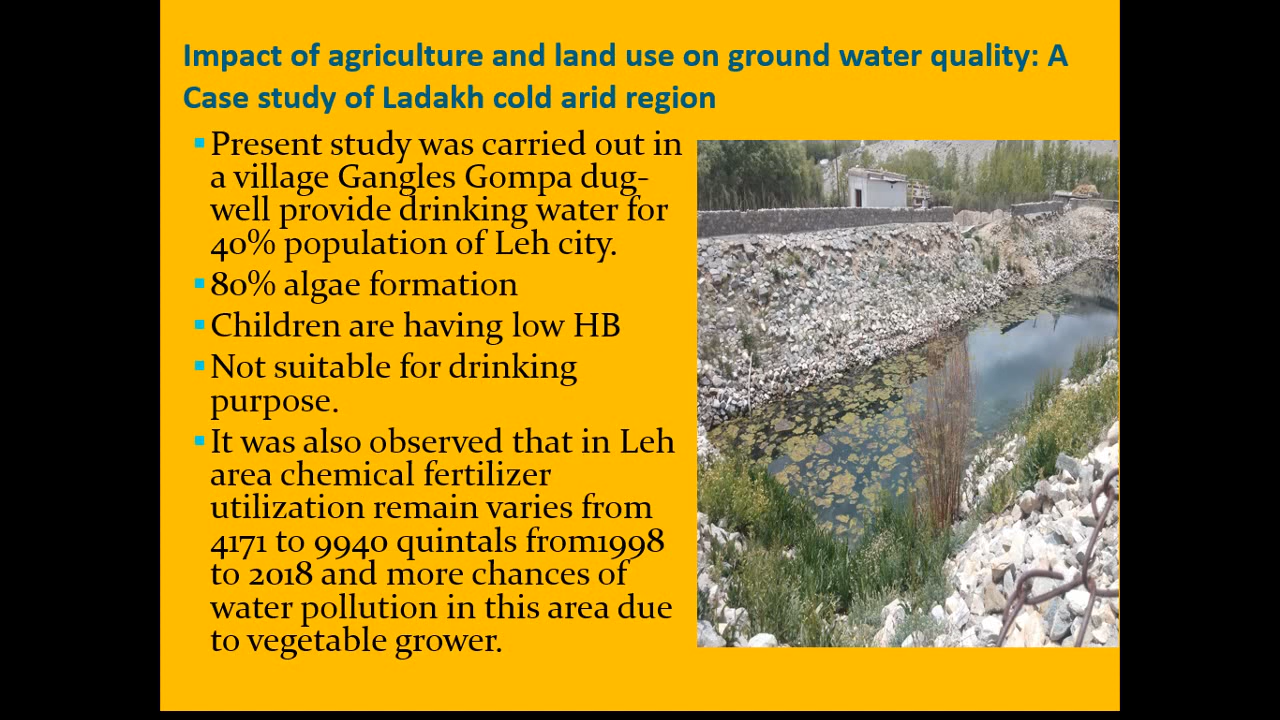 Impact of agriculture and land use on ground water quality: A
Case study of Ladakh cold arid region
▪Present study was carried out in
a village Gangles Gompa dug-
well provide drinking water for
40% population of Leh city.
▪80% algae formation
▪Children are having low HB
▪Not suitable for drinking
purpose.
▪It was also observed that in Leh
area chemical fertilizer
utilization remain varies from
4171 to 9940 quintals from1998
to 2018 and more chances of
water pollution in this area due
to vegetable grower.